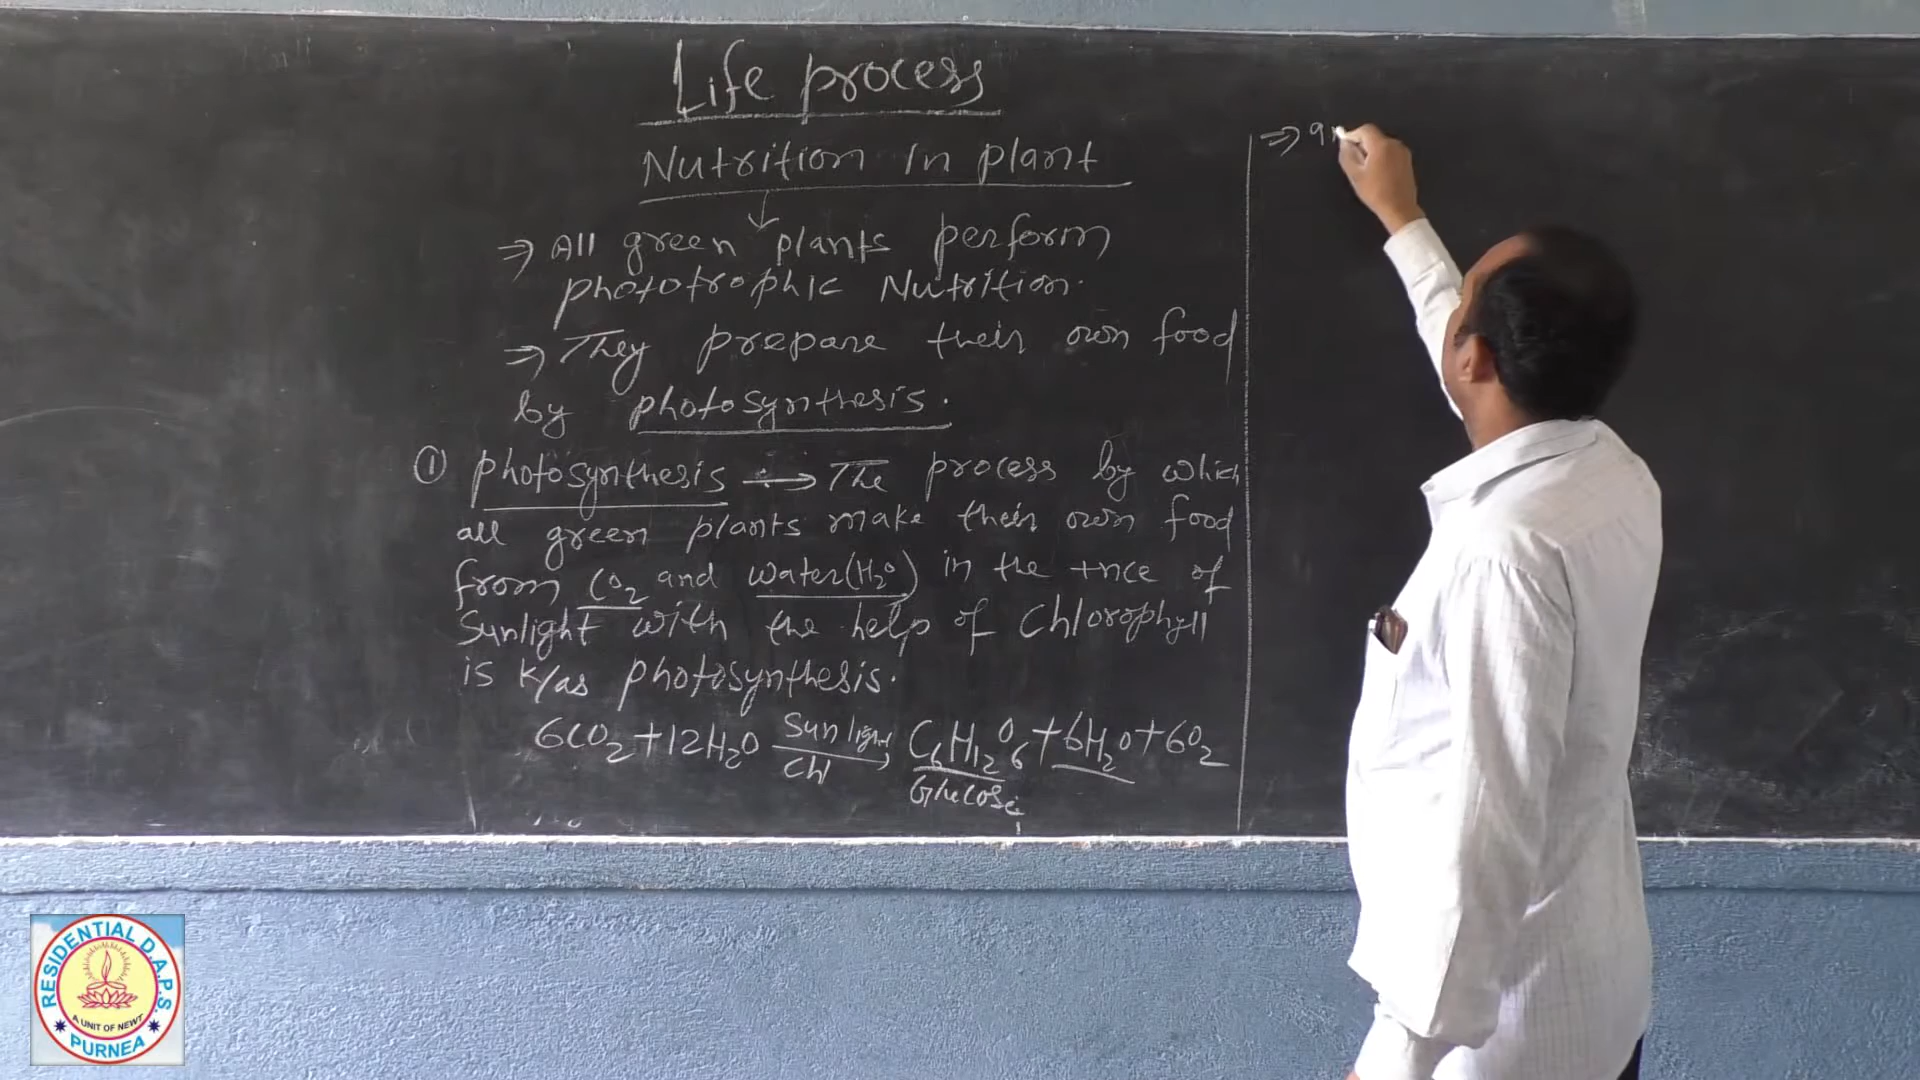 Life process
Nutrition in plant
⇒ All green plants perform
phototrophic Nutrition.
⇒ They prepare their own food
by photosynthesis.
① photosynthesis ⟶ The process by which
all green plants make their own food
from CO₂ and water(H₂O) in the +nce of
Sunlight with the help of chlorophyll
is k/as photosynthesis.
6CO₂ + 12H₂O Sunlight ⟶ C₆H₁₂O₆ + 6H₂O + 6O₂
Chl
Glucose
⇒
RESIDENTIAL D.A.P.S.
A UNIT OF NEWT
PURNEA